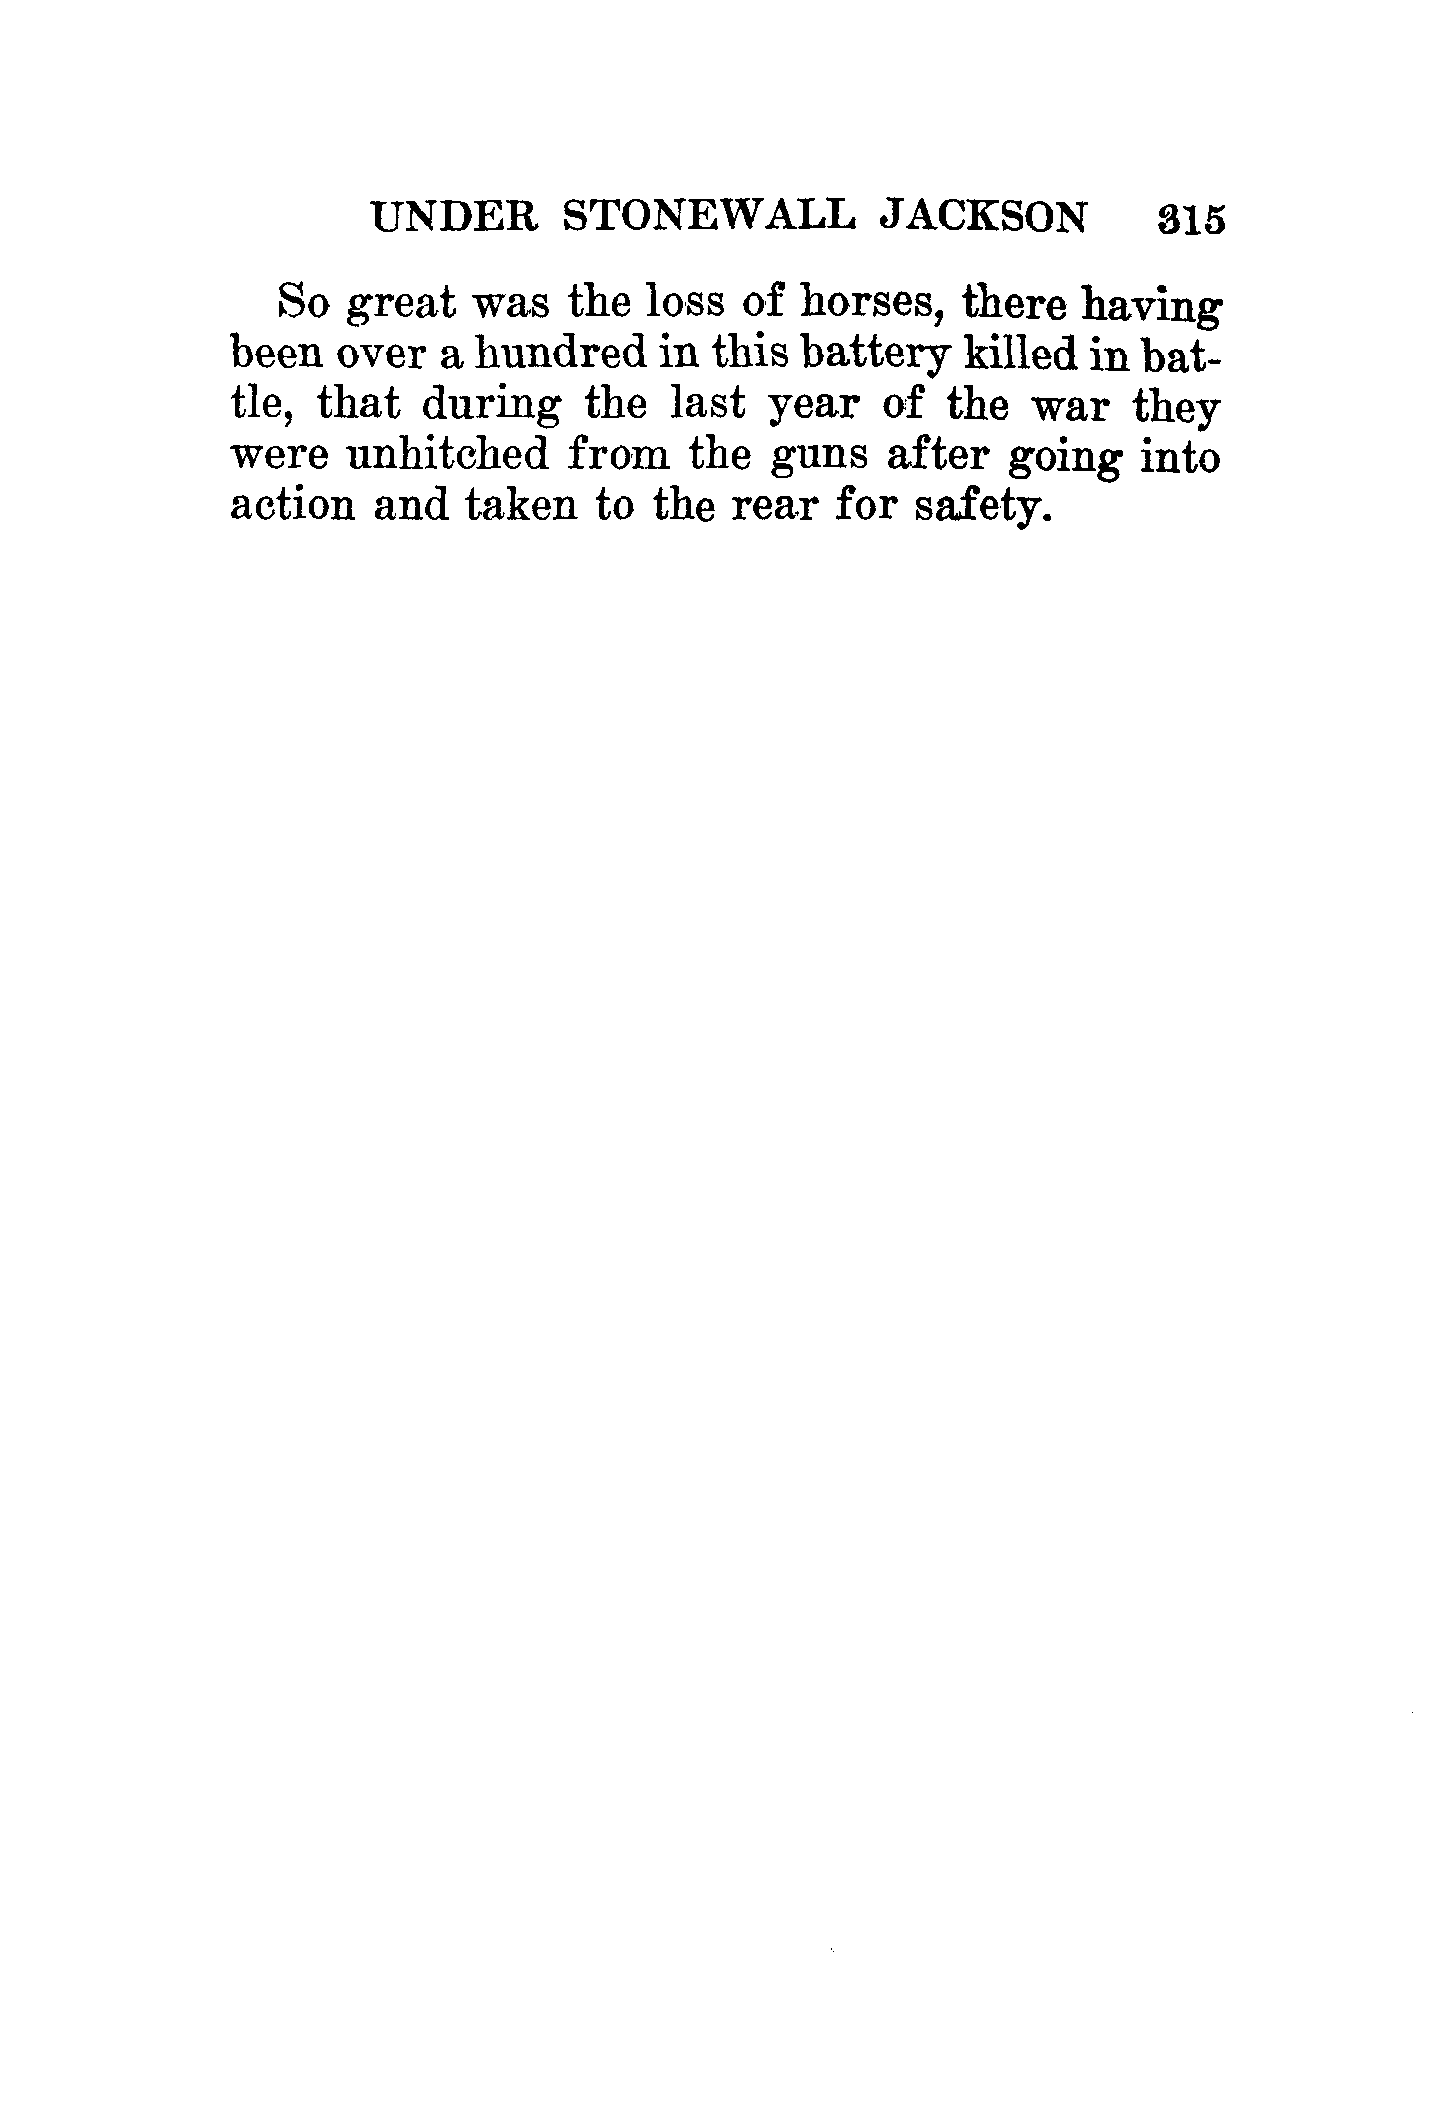 UNDER STONEWALL JACKSON 315
So great was the loss of horses, there having
been over a hundred in this battery killed in bat-
tle, that during the last year of the war they
were unhitched from the guns after going into
action and taken to the rear for safety.